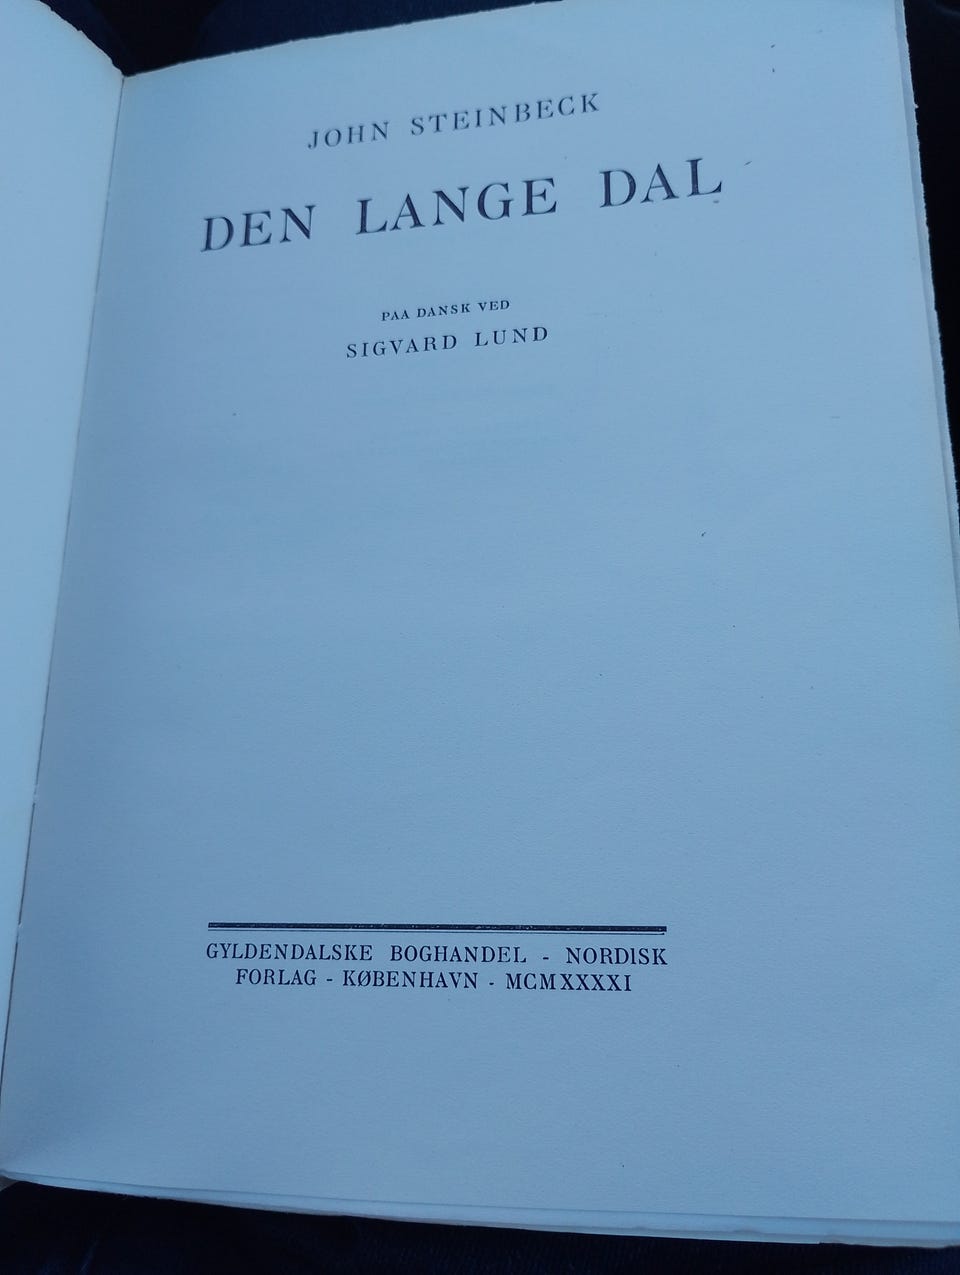 JOHN STEINBECK
DEN LANGE DAL
PAA DANSK VED
SIGVARD LUND
GYLDENDALSKE BOGHANDEL - NORDISK
FORLAG - KØBENHAVN - MCMXXXXI